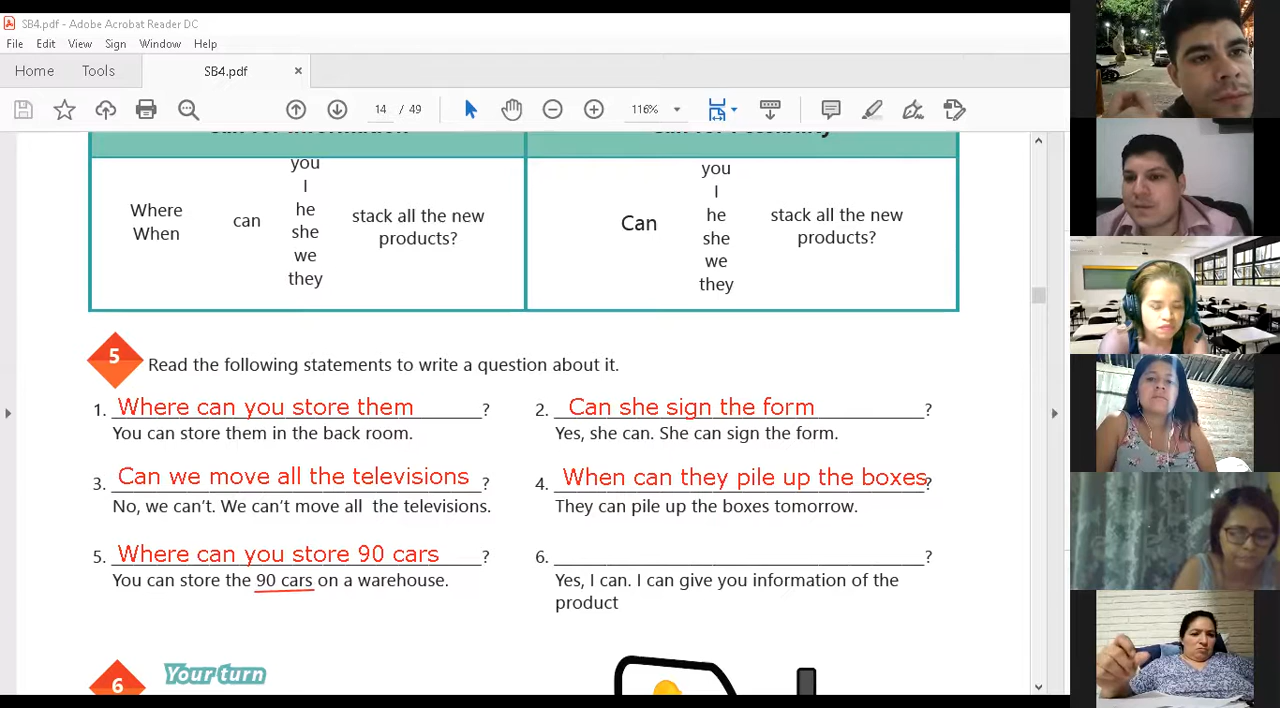 SB4.pdf - Adobe Acrobat Reader DC
File Edit View Sign Window Help
Home Tools SB4.pdf ×
14 / 49 116%
you
I
he
she
we
they
Where
When
can
stack all the new
products?
Can
you
I
he
she
we
they
stack all the new
products?
5 Read the following statements to write a question about it.
1. Where can you store them ?
You can store them in the back room.
2. Can she sign the form ?
Yes, she can. She can sign the form.
3. Can we move all the televisions ?
No, we can't. We can't move all the televisions.
4. When can they pile up the boxes ?
They can pile up the boxes tomorrow.
5. Where can you store 90 cars ?
You can store the 90 cars on a warehouse.
6. ?
Yes, I can. I can give you information of the
product
6 Your turn